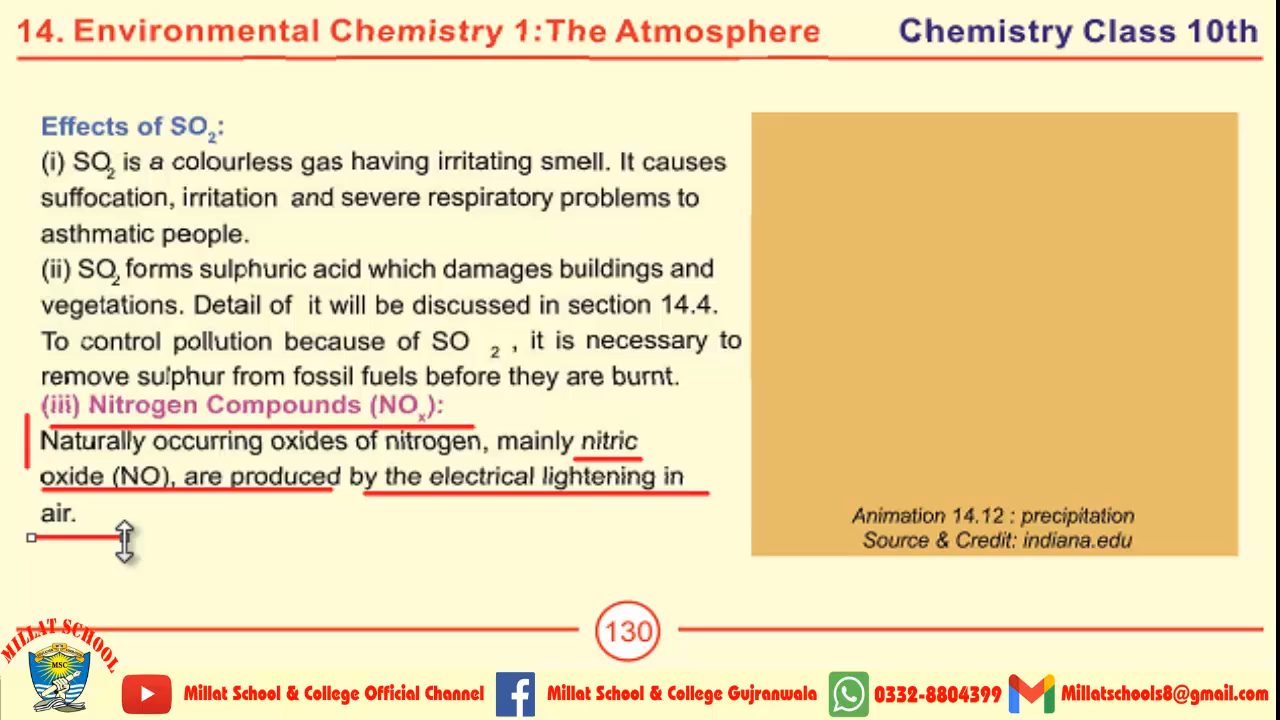 14. Environmental Chemistry 1:The Atmosphere
Chemistry Class 10th
Effects of SO₂:
(i) SO₂ is a colourless gas having irritating smell. It causes
suffocation, irritation and severe respiratory problems to
asthmatic people.
(ii) SO₂ forms sulphuric acid which damages buildings and
vegetations. Detail of it will be discussed in section 14.4.
To control pollution because of SO ₂ , it is necessary to
remove sulphur from fossil fuels before they are burnt.
(iii) Nitrogen Compounds (NOₓ):
Naturally occurring oxides of nitrogen, mainly nitric
oxide (NO), are produced by the electrical lightening in
air.
Animation 14.12 : precipitation
Source & Credit: indiana.edu
130
MILLAT SCHOOL
MSC
Millat School & College Official Channel
Millat School & College Gujranwala
0332-8804399
Millatschools8@gmail.com